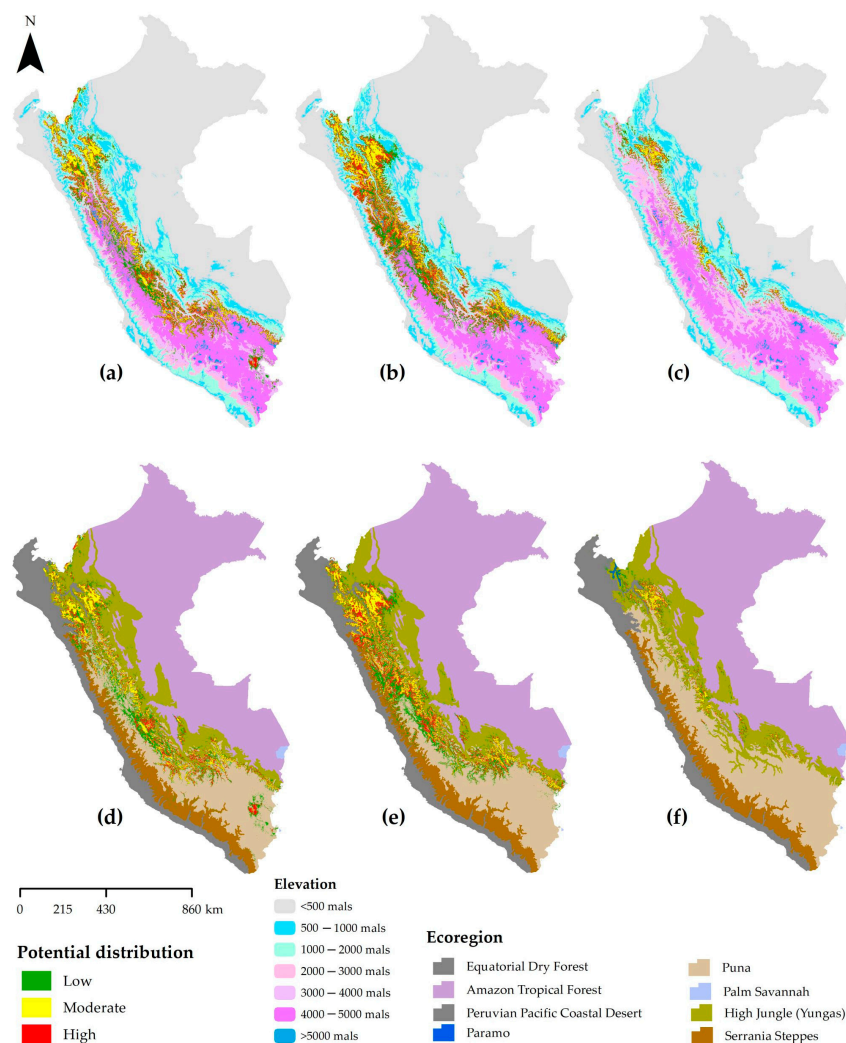 N
(a)
(b)
(c)
(d)
(e)
(f)
0 215 430 860 km
Potential distribution
Low
Moderate
High
Elevation
<500 mals
500 – 1000 mals
1000 – 2000 mals
2000 – 3000 mals
3000 – 4000 mals
4000 – 5000 mals
>5000 mals
Ecoregion
Equatorial Dry Forest
Amazon Tropical Forest
Peruvian Pacific Coastal Desert
Paramo
Puna
Palm Savannah
High Jungle (Yungas)
Serrania Steppes